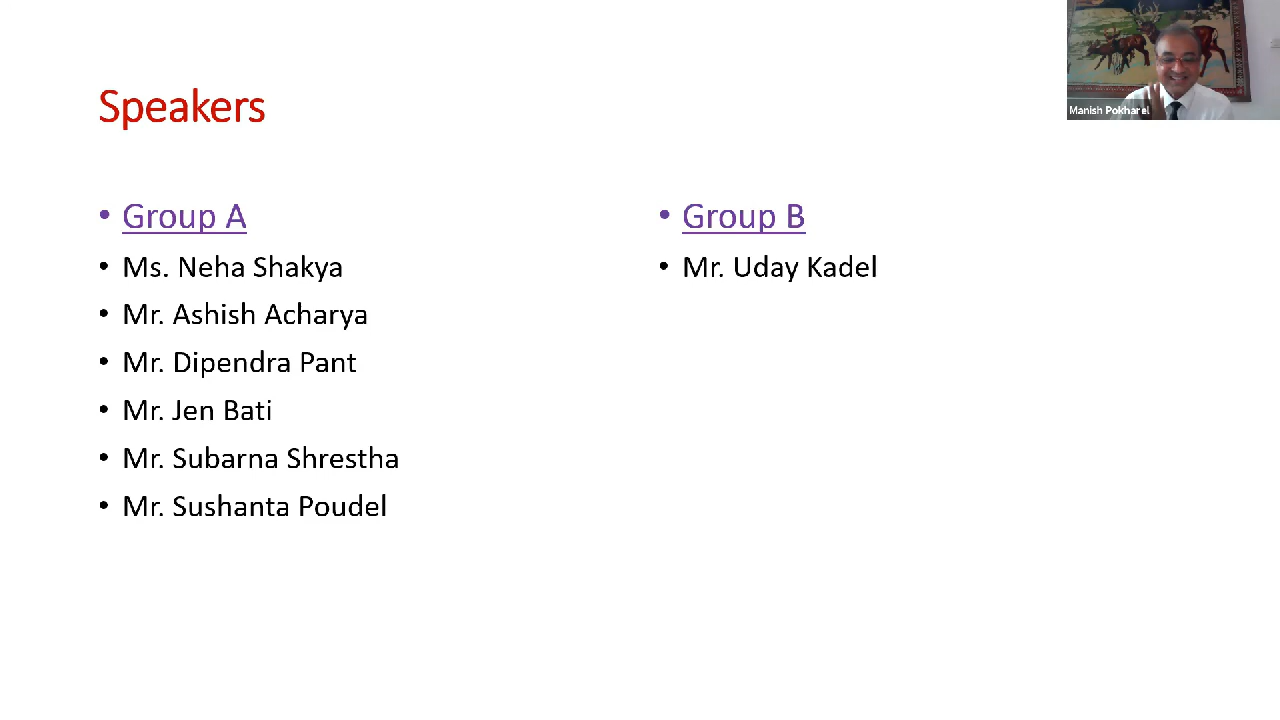 Speakers
Manish Pokharel
• Group A
• Ms. Neha Shakya
• Mr. Ashish Acharya
• Mr. Dipendra Pant
• Mr. Jen Bati
• Mr. Subarna Shrestha
• Mr. Sushanta Poudel
• Group B
• Mr. Uday Kadel